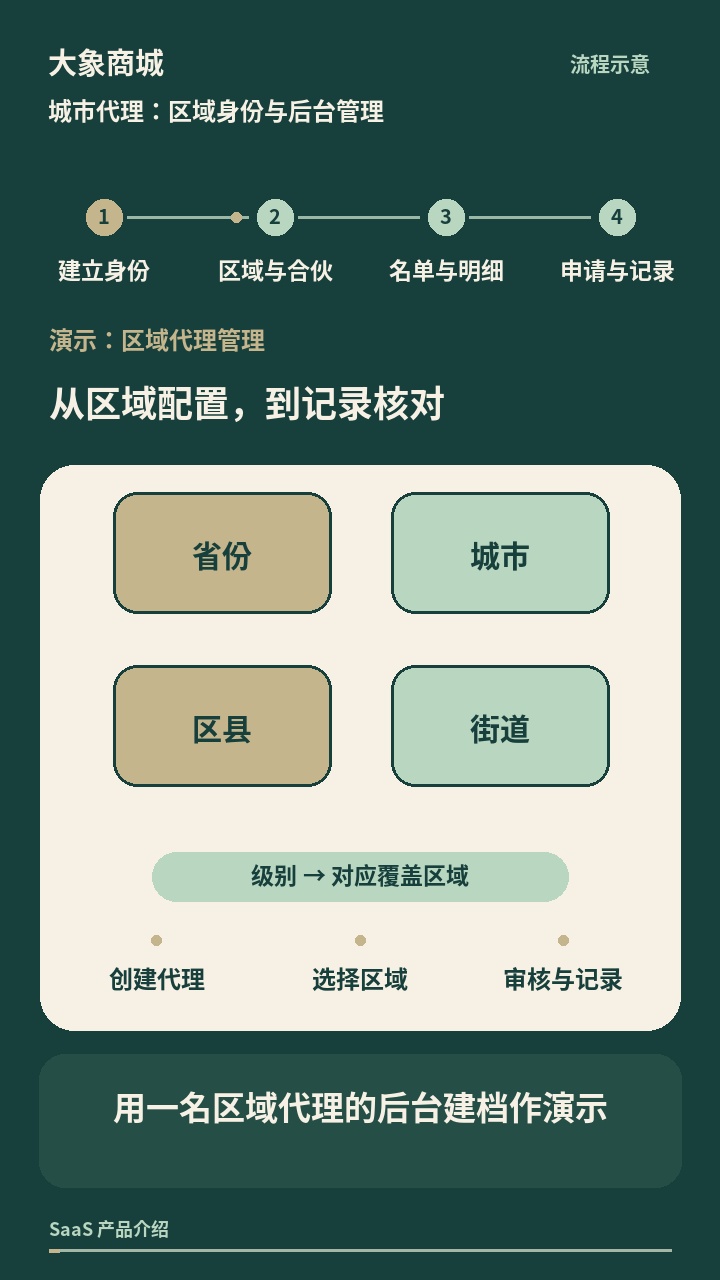 大象商城
流程示意
城市代理：区域身份与后台管理
1
2
3
4
建立身份
区域与合伙
名单与明细
申请与记录
演示：区域代理管理
从区域配置，到记录核对
省份
城市
区县
街道
级别 → 对应覆盖区域
创建代理
选择区域
审核与记录
用一名区域代理的后台建档作演示
SaaS 产品介绍